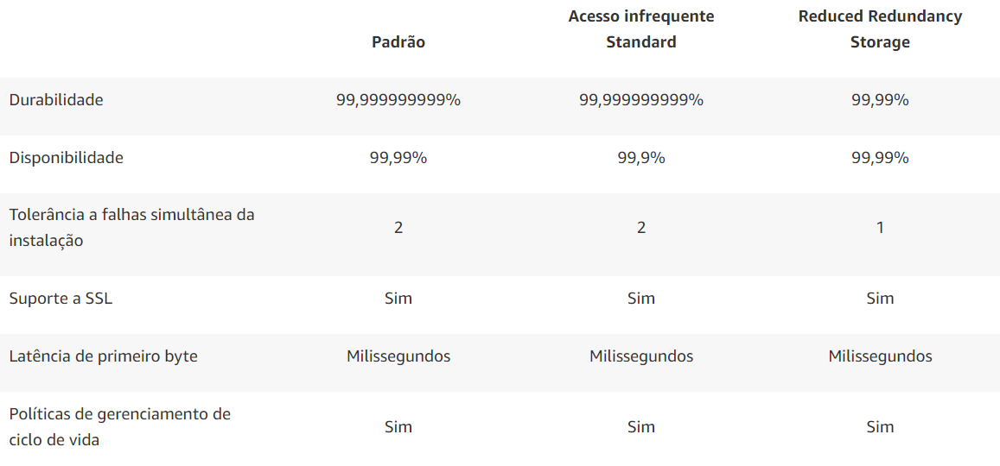 Acesso infrequente Reduced Redundancy
Padrão Standard Storage
Durabilidade 99,999999999% 99,999999999% 99,99%
Disponibilidade 99,99% 99,9% 99,99%
Tolerância a falhas simultânea da
instalação 2 2 1
Suporte a SSL Sim Sim Sim
Latência de primeiro byte Milissegundos Milissegundos Milissegundos
Políticas de gerenciamento de
ciclo de vida Sim Sim Sim